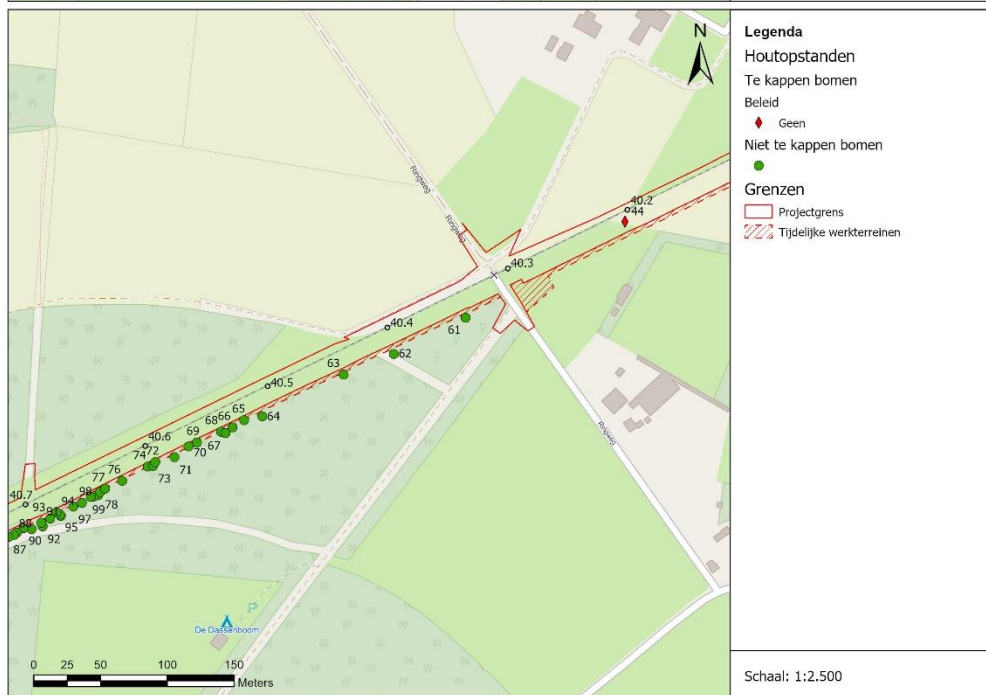 Ringweg
Ringweg
N
40.2
44
40.3
40.4
61
62
63
40.5
64
65
66
68
67
69
70
40.6
74
72
71
73
76
77
78
98
99
94
97
40.7
93
91
95
88
92
90
87
Ringweg
P
De Dassenboom
0 25 50 100 150
Meters
Legenda
Houtopstanden
Te kappen bomen
Beleid
Geen
Niet te kappen bomen
Grenzen
Projectgrens
Tijdelijke werkterreinen
Schaal: 1:2.500